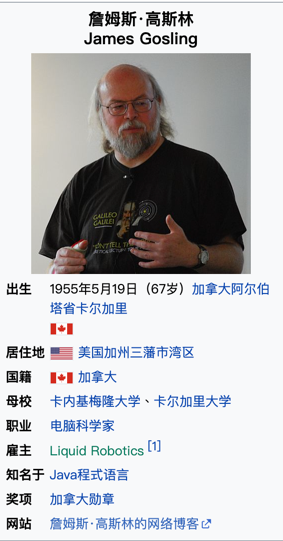 詹姆斯·高斯林
James Gosling
GALILEO
GALILEI
出生 1955年5月19日（67岁）加拿大阿尔伯
塔省卡尔加里
居住地 美国加州三藩市湾区
国籍 加拿大
母校 卡内基梅隆大学、卡尔加里大学
职业 电脑科学家
雇主 Liquid Robotics [1]
知名于 Java程式语言
奖项 加拿大勋章
网站 詹姆斯·高斯林的网络博客